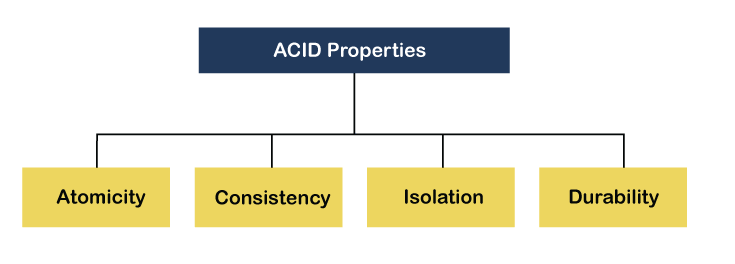 ACID Properties
Atomicity
Consistency
Isolation
Durability